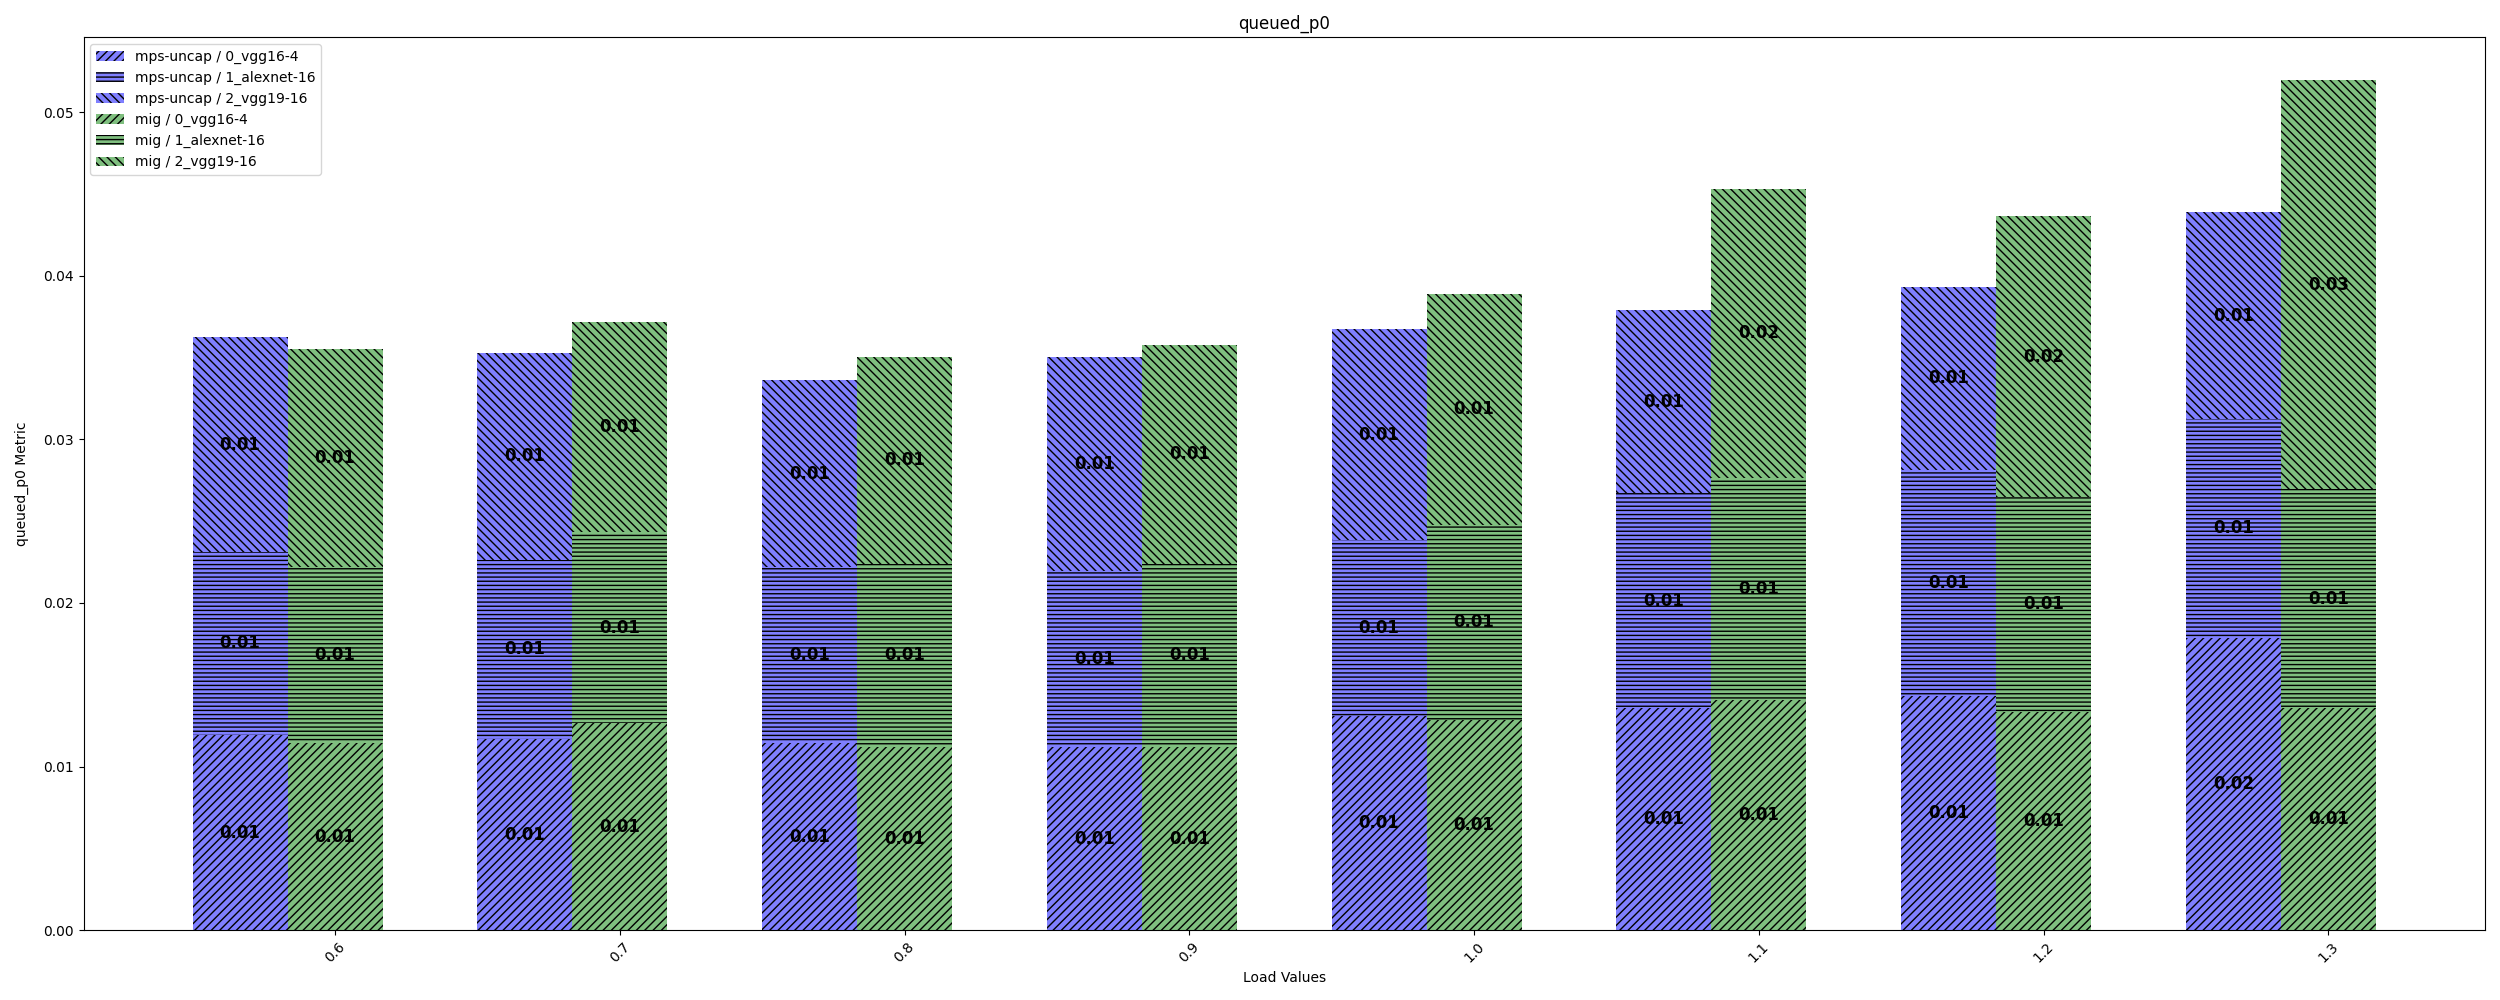 queued_p0
mps-uncap / 0_vgg16-4
mps-uncap / 1_alexnet-16
mps-uncap / 2_vgg19-16
mig / 0_vgg16-4
mig / 1_alexnet-16
mig / 2_vgg19-16
queued_p0 Metric
0.05
0.04
0.03
0.02
0.01
0.00
0.01 0.01 0.01 0.01 0.01 0.01 0.01 0.01 0.01 0.01 0.01 0.02 0.01 0.02 0.01 0.03
0.01 0.01 0.01 0.01 0.01 0.01 0.01 0.01 0.01 0.01 0.01 0.01 0.01 0.01 0.01 0.01
0.01 0.01 0.01 0.01 0.01 0.01 0.01 0.01 0.01 0.01 0.01 0.01 0.01 0.01 0.02 0.01
0.6 0.7 0.8 0.9 1.0 1.1 1.2 1.3
Load Values